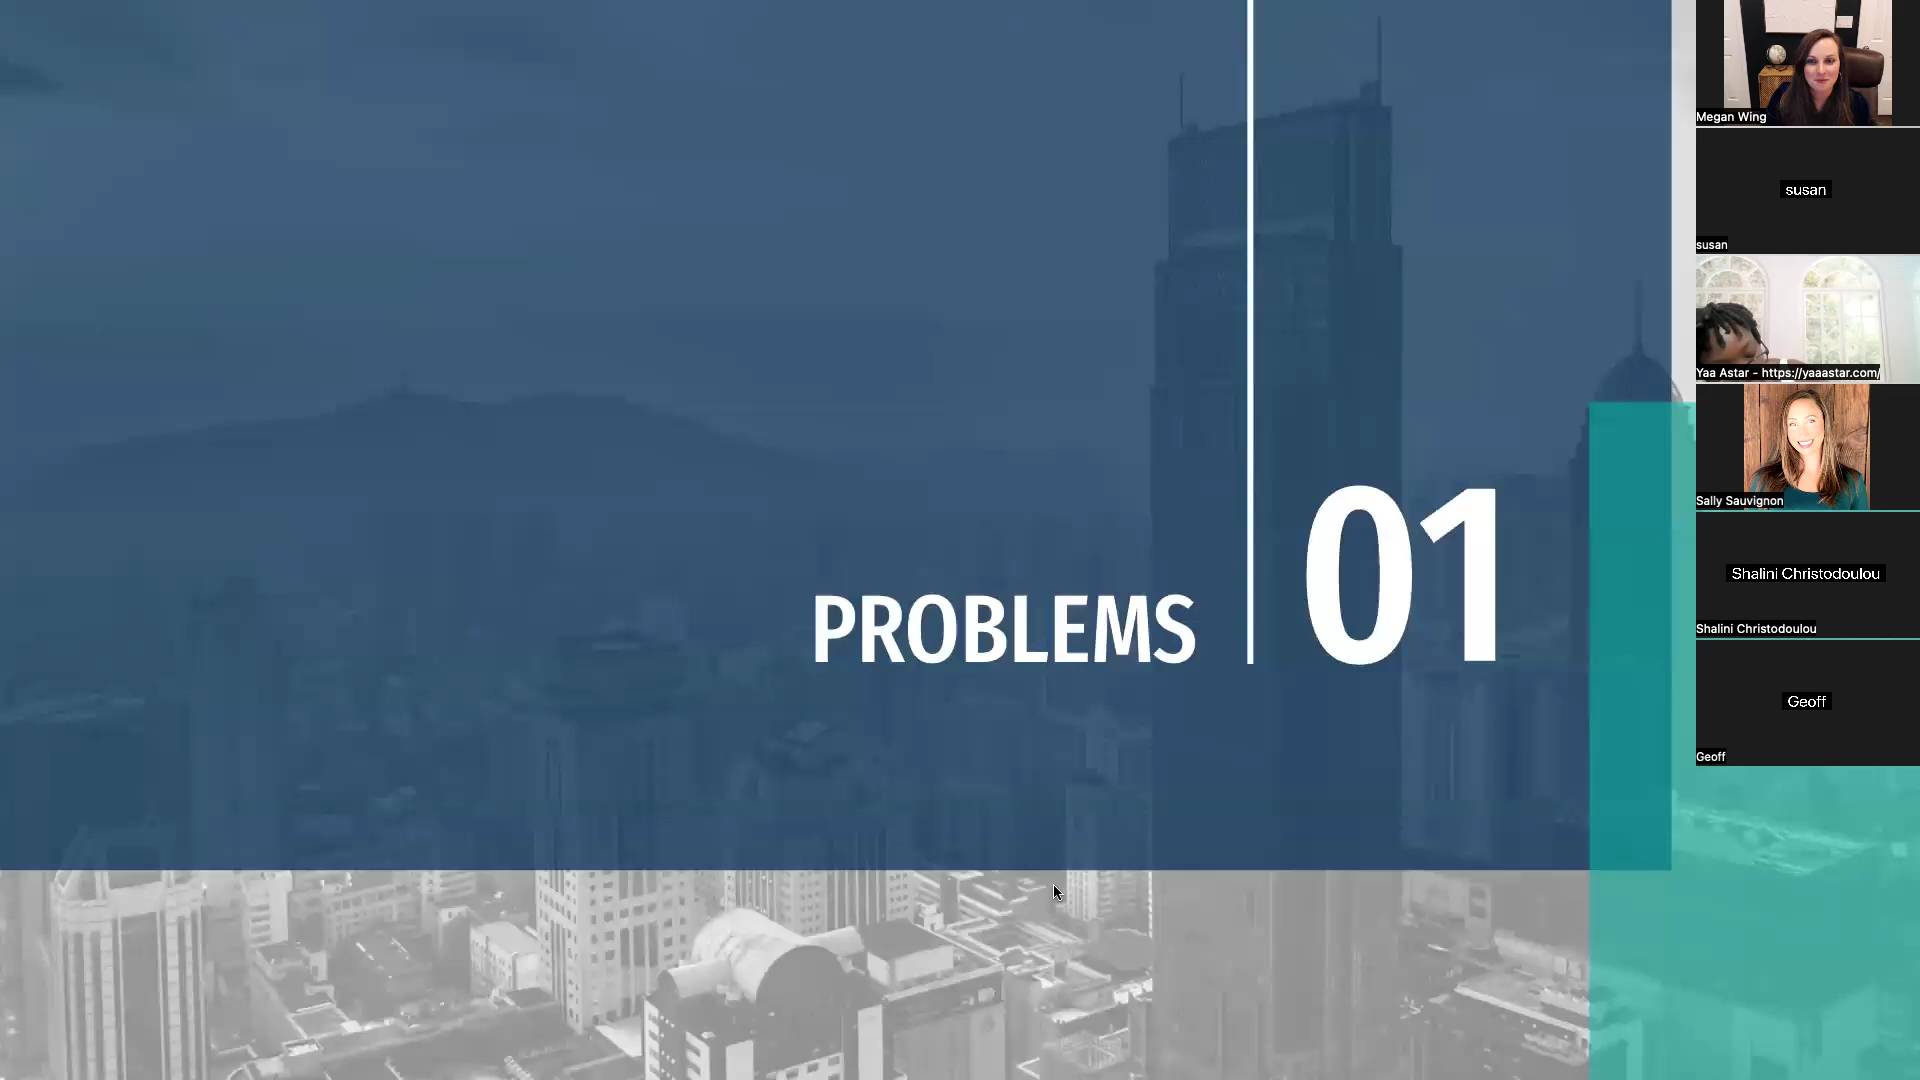 PROBLEMS
01
Megan Wing
susan
susan
Yaa Astar - https://yaaastar.com/
Sally Sauvignon
Shalini Christodoulou
Shalini Christodoulou
Geoff
Geoff